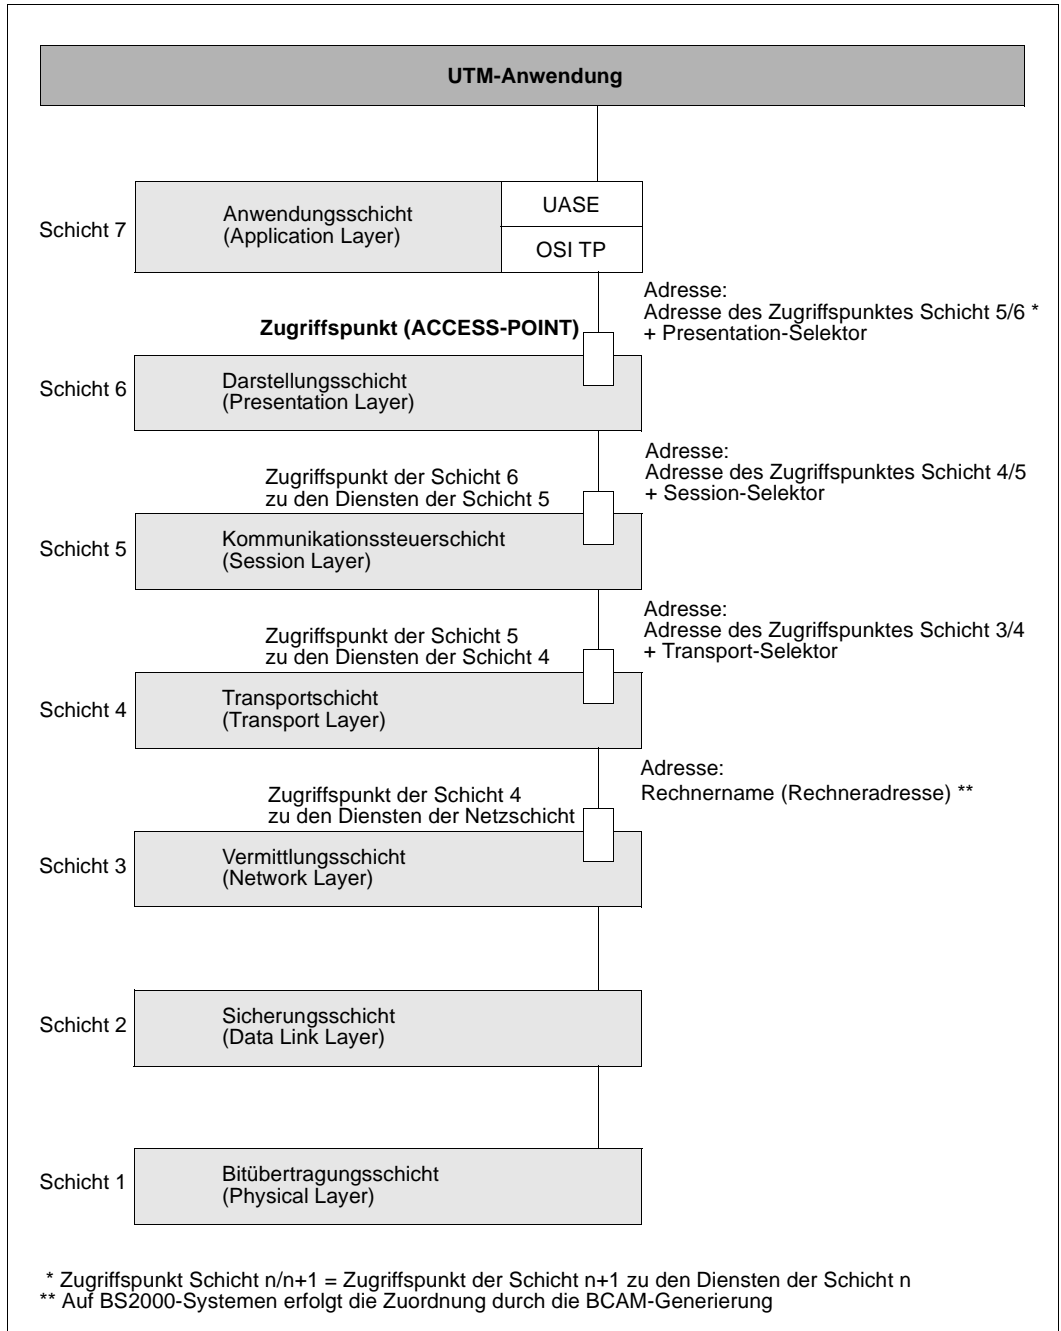 UTM-Anwendung
Schicht 7
Anwendungsschicht
(Application Layer)
UASE
OSI TP
Adresse:
Adresse des Zugriffspunktes Schicht 5/6 *
+ Presentation-Selektor
Zugriffspunkt (ACCESS-POINT)
Schicht 6
Darstellungsschicht
(Presentation Layer)
Adresse:
Adresse des Zugriffspunktes Schicht 4/5
+ Session-Selektor
Zugriffspunkt der Schicht 6
zu den Diensten der Schicht 5
Schicht 5
Kommunikationssteuerschicht
(Session Layer)
Adresse:
Adresse des Zugriffspunktes Schicht 3/4
+ Transport-Selektor
Zugriffspunkt der Schicht 5
zu den Diensten der Schicht 4
Schicht 4
Transportschicht
(Transport Layer)
Adresse:
Rechnername (Rechneradresse) **
Zugriffspunkt der Schicht 4
zu den Diensten der Netzschicht
Schicht 3
Vermittlungsschicht
(Network Layer)
Schicht 2
Sicherungsschicht
(Data Link Layer)
Schicht 1
Bitübertragungsschicht
(Physical Layer)
* Zugriffspunkt Schicht n/n+1 = Zugriffspunkt der Schicht n+1 zu den Diensten der Schicht n
** Auf BS2000-Systemen erfolgt die Zuordnung durch die BCAM-Generierung